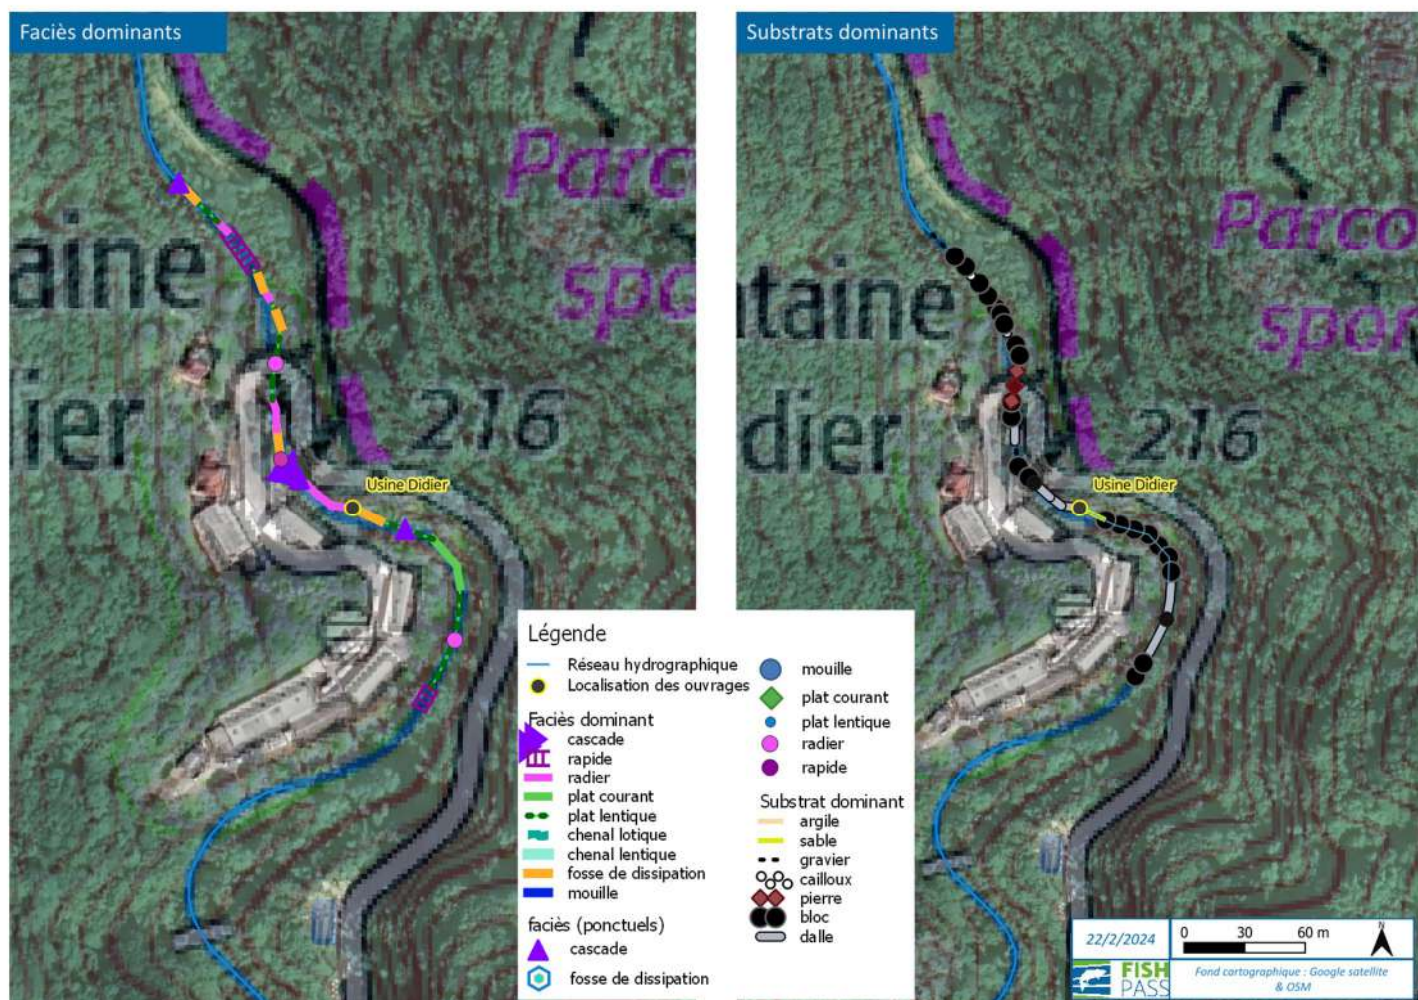 Faciès dominants
Substrats dominants
Parc
spo
aine
ier
216
Usine Didier
Parco
spor
taine
dier
216
Usine Didier
Légende
Réseau hydrographique
Localisation des ouvrages
Faciès dominant
cascade
rapide
radier
plat courant
plat lentique
chenal lotique
chenal lentique
fosse de dissipation
mouille
faciès (ponctuels)
cascade
fosse de dissipation
mouille
plat courant
plat lentique
radier
rapide
Substrat dominant
argile
sable
gravier
cailloux
pierre
bloc
dalle
22/2/2024
0 30 60 m
N
FISH
PASS
Fond cartographique : Google satellite
& OSM